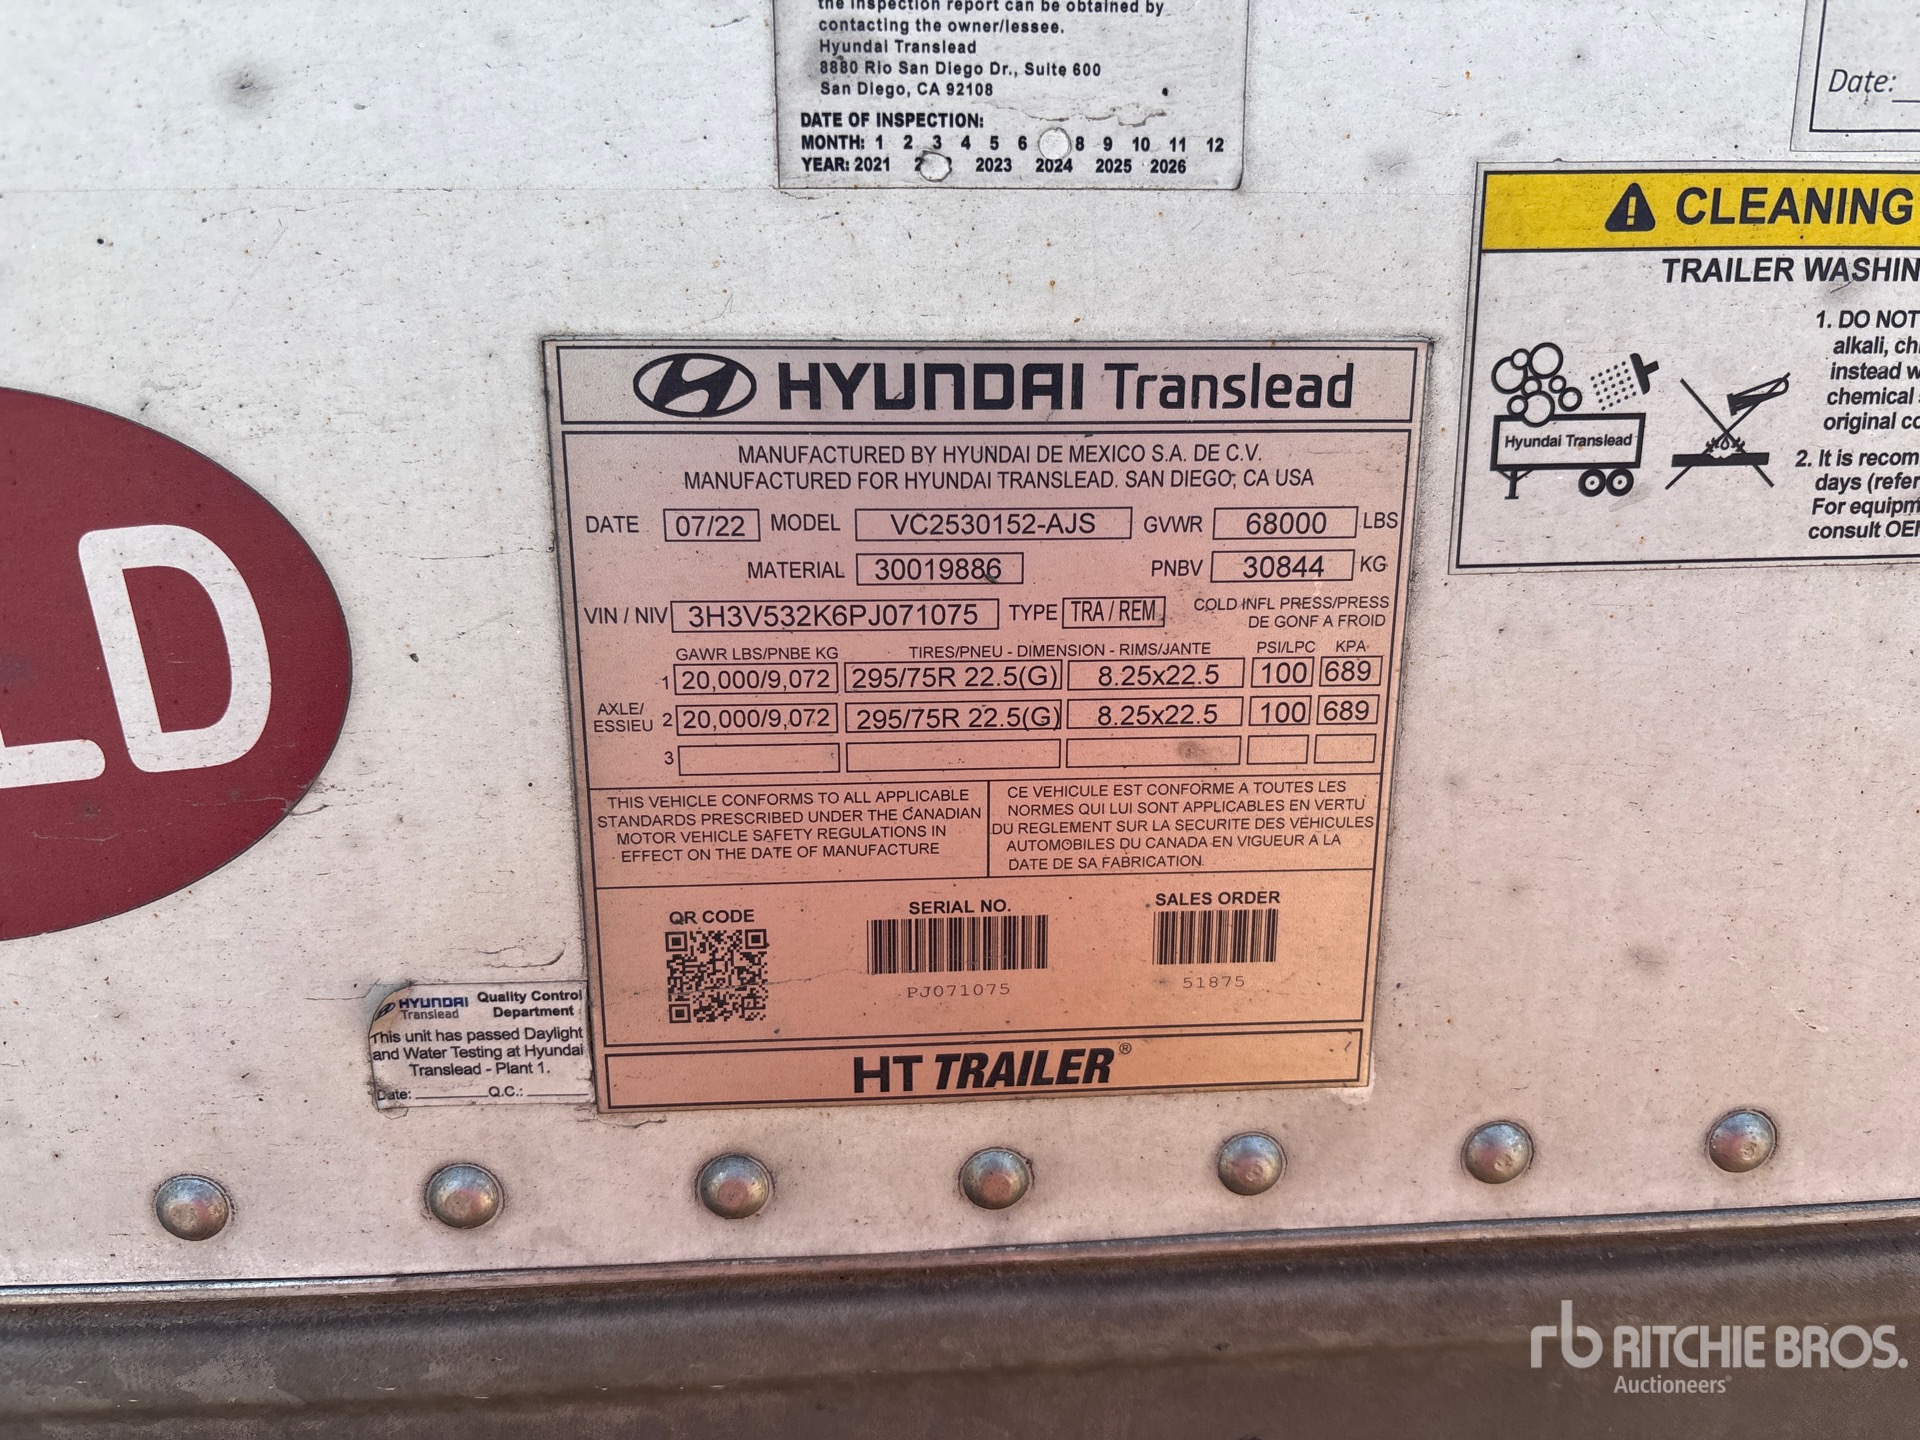 the inspection report can be obtained by
contacting the owner/lessee.
Hyundai Translead
8880 Rio San Diego Dr., Suite 600
San Diego, CA 92108
DATE OF INSPECTION:
MONTH: 1 2 3 4 5 6 8 9 10 11 12
YEAR: 2021 2023 2024 2025 2026
Date:
CLEANING
TRAILER WASHIN
1. DO NOT
alkali, ch
instead w
chemical
original co
2. It is recom
days (refer
For equipm
consult OE
Hyundai Translead
LD
HYUNDAI Translead
MANUFACTURED BY HYUNDAI DE MEXICO S.A. DE C.V.
MANUFACTURED FOR HYUNDAI TRANSLEAD. SAN DIEGO, CA USA
DATE 07/22 MODEL VC2530152-AJS GVWR 68000 LBS
MATERIAL 30019886 PNBV 30844 KG
VIN / NIV 3H3V532K6PJ071075 TYPE TRA / REM COLD INFL PRESS/PRESS
DE GONF A FROID
GAWR LBS/PNBE KG TIRES/PNEU - DIMENSION - RIMS/JANTE PSI/LPC KPA
1 20,000/9,072 295/75R 22.5(G) 8.25x22.5 100 689
AXLE/
ESSIEU 2 20,000/9,072 295/75R 22.5(G) 8.25x22.5 100 689
3
THIS VEHICLE CONFORMS TO ALL APPLICABLE
STANDARDS PRESCRIBED UNDER THE CANADIAN
MOTOR VEHICLE SAFETY REGULATIONS IN
EFFECT ON THE DATE OF MANUFACTURE
CE VEHICULE EST CONFORME A TOUTES LES
NORMES QUI LUI SONT APPLICABLES EN VERTU
DU REGLEMENT SUR LA SECURITE DES VEHICULES
AUTOMOBILES DU CANADA EN VIGUEUR A LA
DATE DE SA FABRICATION.
QR CODE SERIAL NO. SALES ORDER
PJ071075 51875
HT TRAILER®
HYUNDAI Translead
Quality Control
Department
This unit has passed Daylight
and Water Testing at Hyundai
Translead - Plant 1.
Date: Q.C.:
rb RITCHIE BROS.
Auctioneers